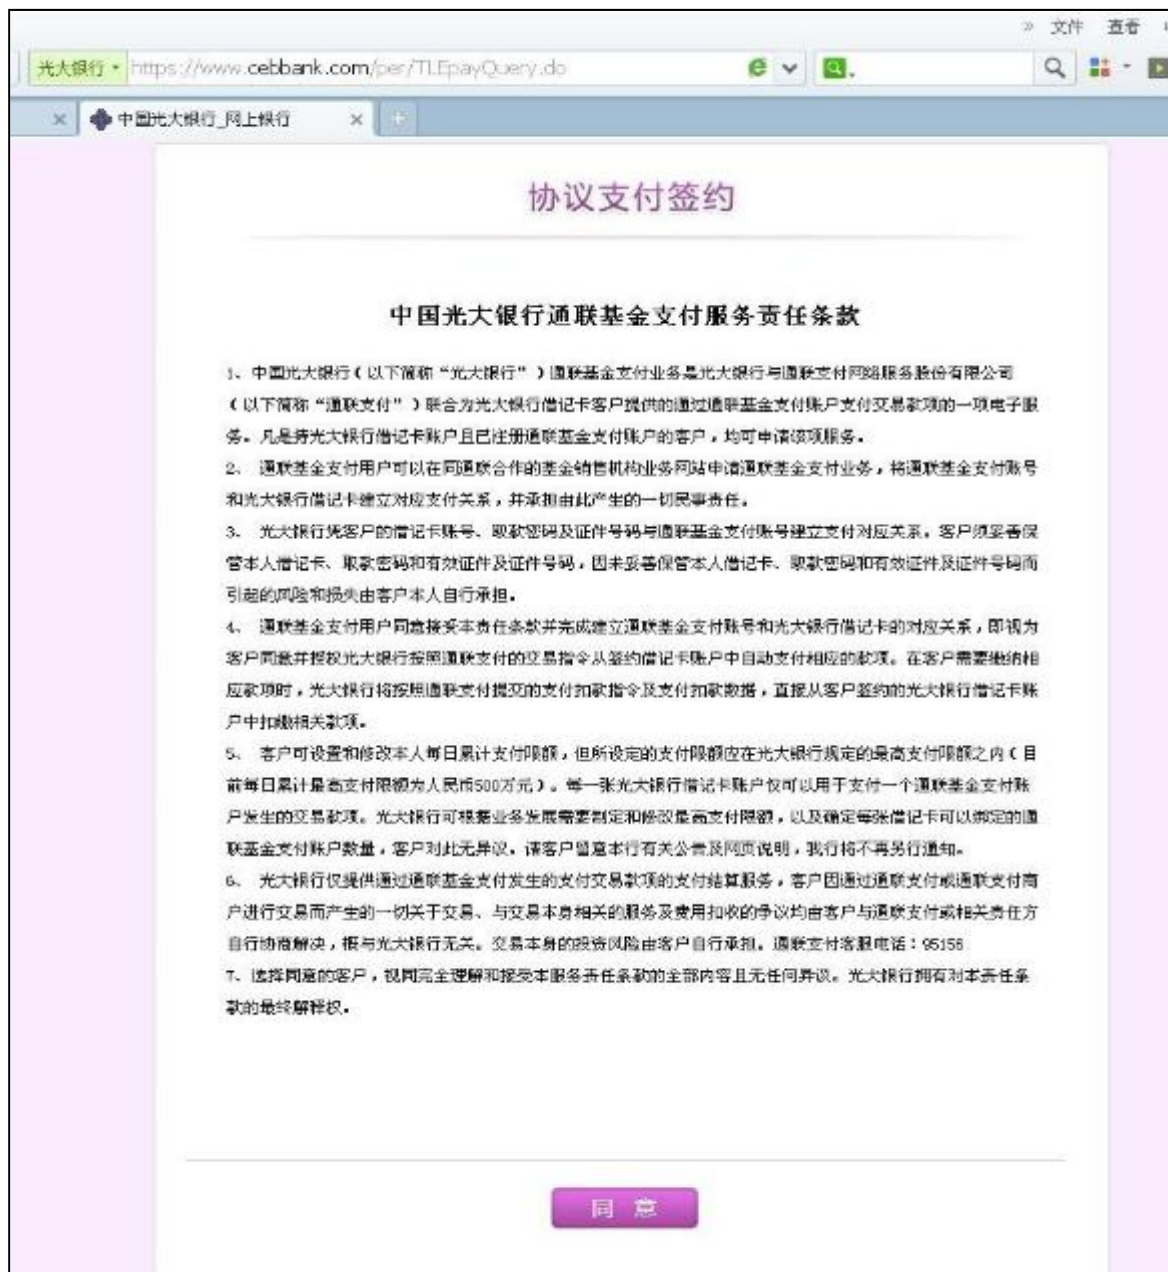 » 文件 查看
光大银行 https://www.cebbank.com/per/TLEpayQuery.do
中国光大银行_网上银行
协议支付签约
中国光大银行通联基金支付服务责任条款
1、中国光大银行(以下简称“光大银行”)通联基金支付业务是光大银行与通联支付网络服务股份有限公司
(以下简称“通联支付”)联合为光大银行借记卡客户提供的通过通联基金支付账户支付交易款项的一项电子服
务。凡是持光大银行借记卡账户且已注册通联基金支付账户的客户,均可申请该项服务。
2、 通联基金支付用户可以在同通联合作的基金销售机构业务网站申请通联基金支付业务,将通联基金支付账号
和光大银行借记卡建立对应支付关系,并承担由此产生的一切民事责任。
3、 光大银行凭客户的借记卡账号、取款密码及证件号码与通联基金支付账号建立支付对应关系。客户须妥善保
管本人借记卡、取款密码和有效证件及证件号码,因未妥善保管本人借记卡、取款密码和有效证件及证件号码而
引起的风险和损失由客户本人自行承担。
4、 通联基金支付用户同意接受本责任条款并完成建立通联基金支付账号和光大银行借记卡的对应关系,即视为
客户同意并授权光大银行按照通联支付的交易指令从签约借记卡账户中自动支付相应的款项。在客户需要缴纳相
应款项时,光大银行将按照通联支付提交的支付扣款指令及支付扣款数据,直接从客户签约的光大银行借记卡账
户中扣缴相关款项。
5、 客户可设置和修改本人每日累计支付限额,但所设定的支付限额应在光大银行规定的最高支付限额之内(目
前每日累计最高支付限额为人民币500万元)。每一张光大银行借记卡账户仅可以用于支付一个通联基金支付账
户发生的交易款项。光大银行可根据业务发展需要制定和修改最高支付限额,以及确定每张借记卡可以绑定的通
联基金支付账户数量,客户对此无异议。请客户留意本行有关公告及网页说明,我行将不再另行通知。
6、 光大银行仅提供通过通联基金支付发生的支付交易款项的支付结算服务,客户因通过通联支付或通联支付商
户进行交易而产生的一切关于交易、与交易本身相关的服务及费用扣收的争议均由客户与通联支付或相关责任方
自行协商解决,概与光大银行无关。交易本身的投资风险由客户自行承担。通联支付客服电话:95156
7、选择同意的客户,视同完全理解和接受本服务责任条款的全部内容且无任何异议。光大银行拥有对本责任条
款的最终解释权。
同 意